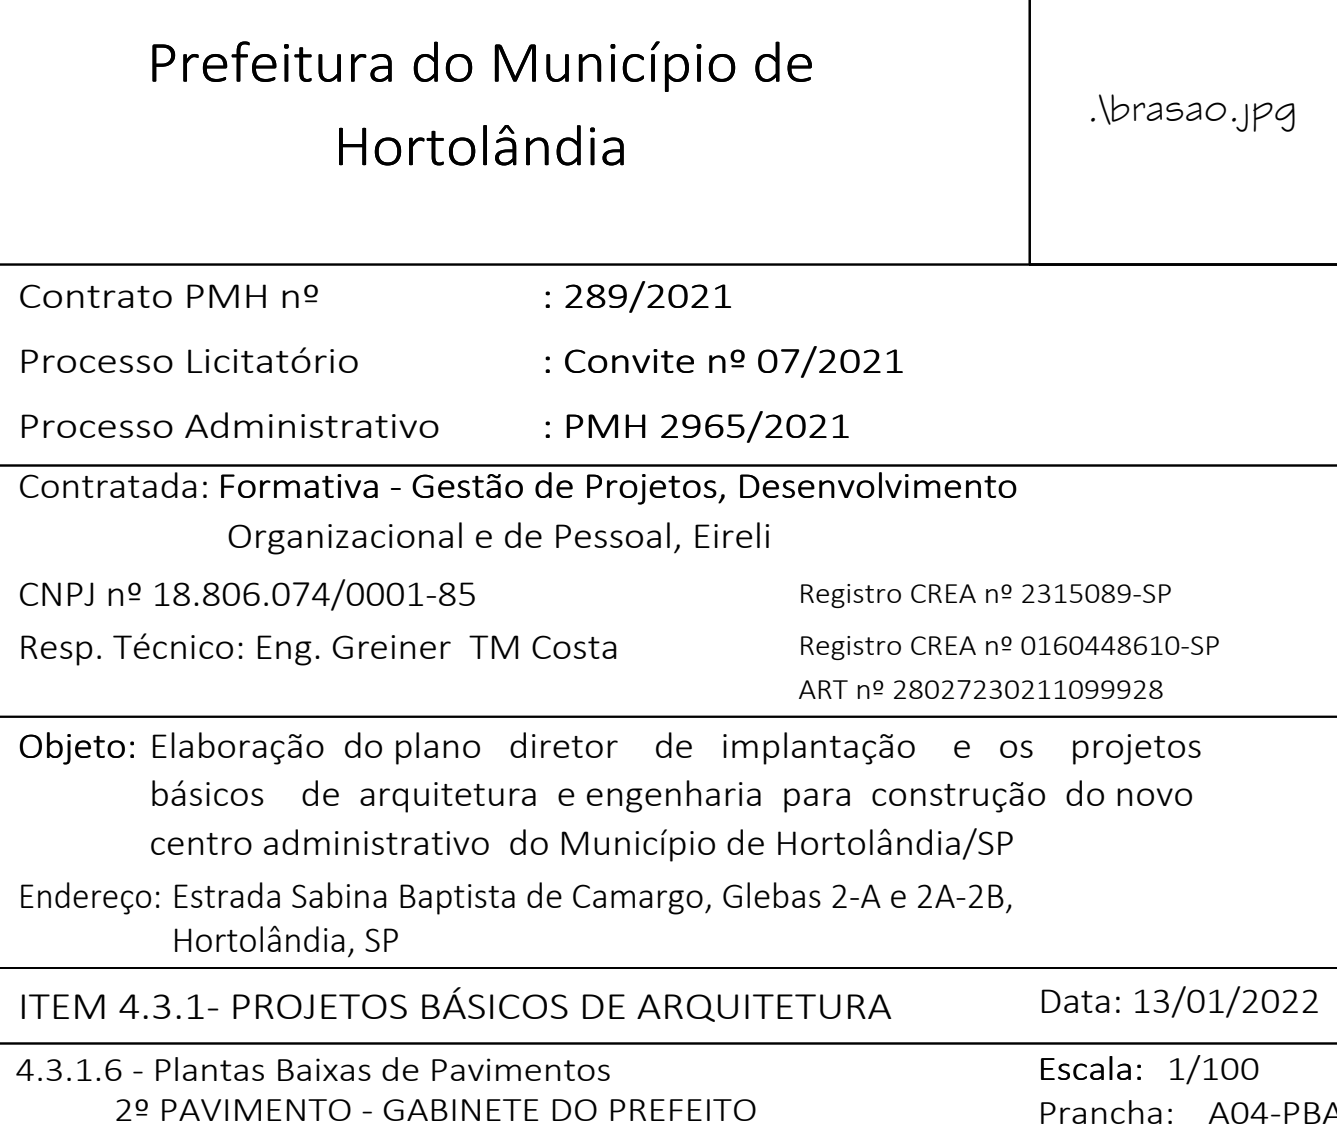 Prefeitura do Município de
Hortolândia
.\brasao.jpg
Contrato PMH nº : 289/2021
Processo Licitatório : Convite nº 07/2021
Processo Administrativo : PMH 2965/2021
Contratada: Formativa - Gestão de Projetos, Desenvolvimento
Organizacional e de Pessoal, Eireli
CNPJ nº 18.806.074/0001-85 Registro CREA nº 2315089-SP
Resp. Técnico: Eng. Greiner TM Costa Registro CREA nº 0160448610-SP
ART nº 28027230211099928
Objeto: Elaboração do plano diretor de implantação e os projetos
básicos de arquitetura e engenharia para construção do novo
centro administrativo do Município de Hortolândia/SP
Endereço: Estrada Sabina Baptista de Camargo, Glebas 2-A e 2A-2B,
Hortolândia, SP
ITEM 4.3.1- PROJETOS BÁSICOS DE ARQUITETURA Data: 13/01/2022
4.3.1.6 - Plantas Baixas de Pavimentos Escala: 1/100
2º PAVIMENTO - GABINETE DO PREFEITO Prancha: A04-PBA